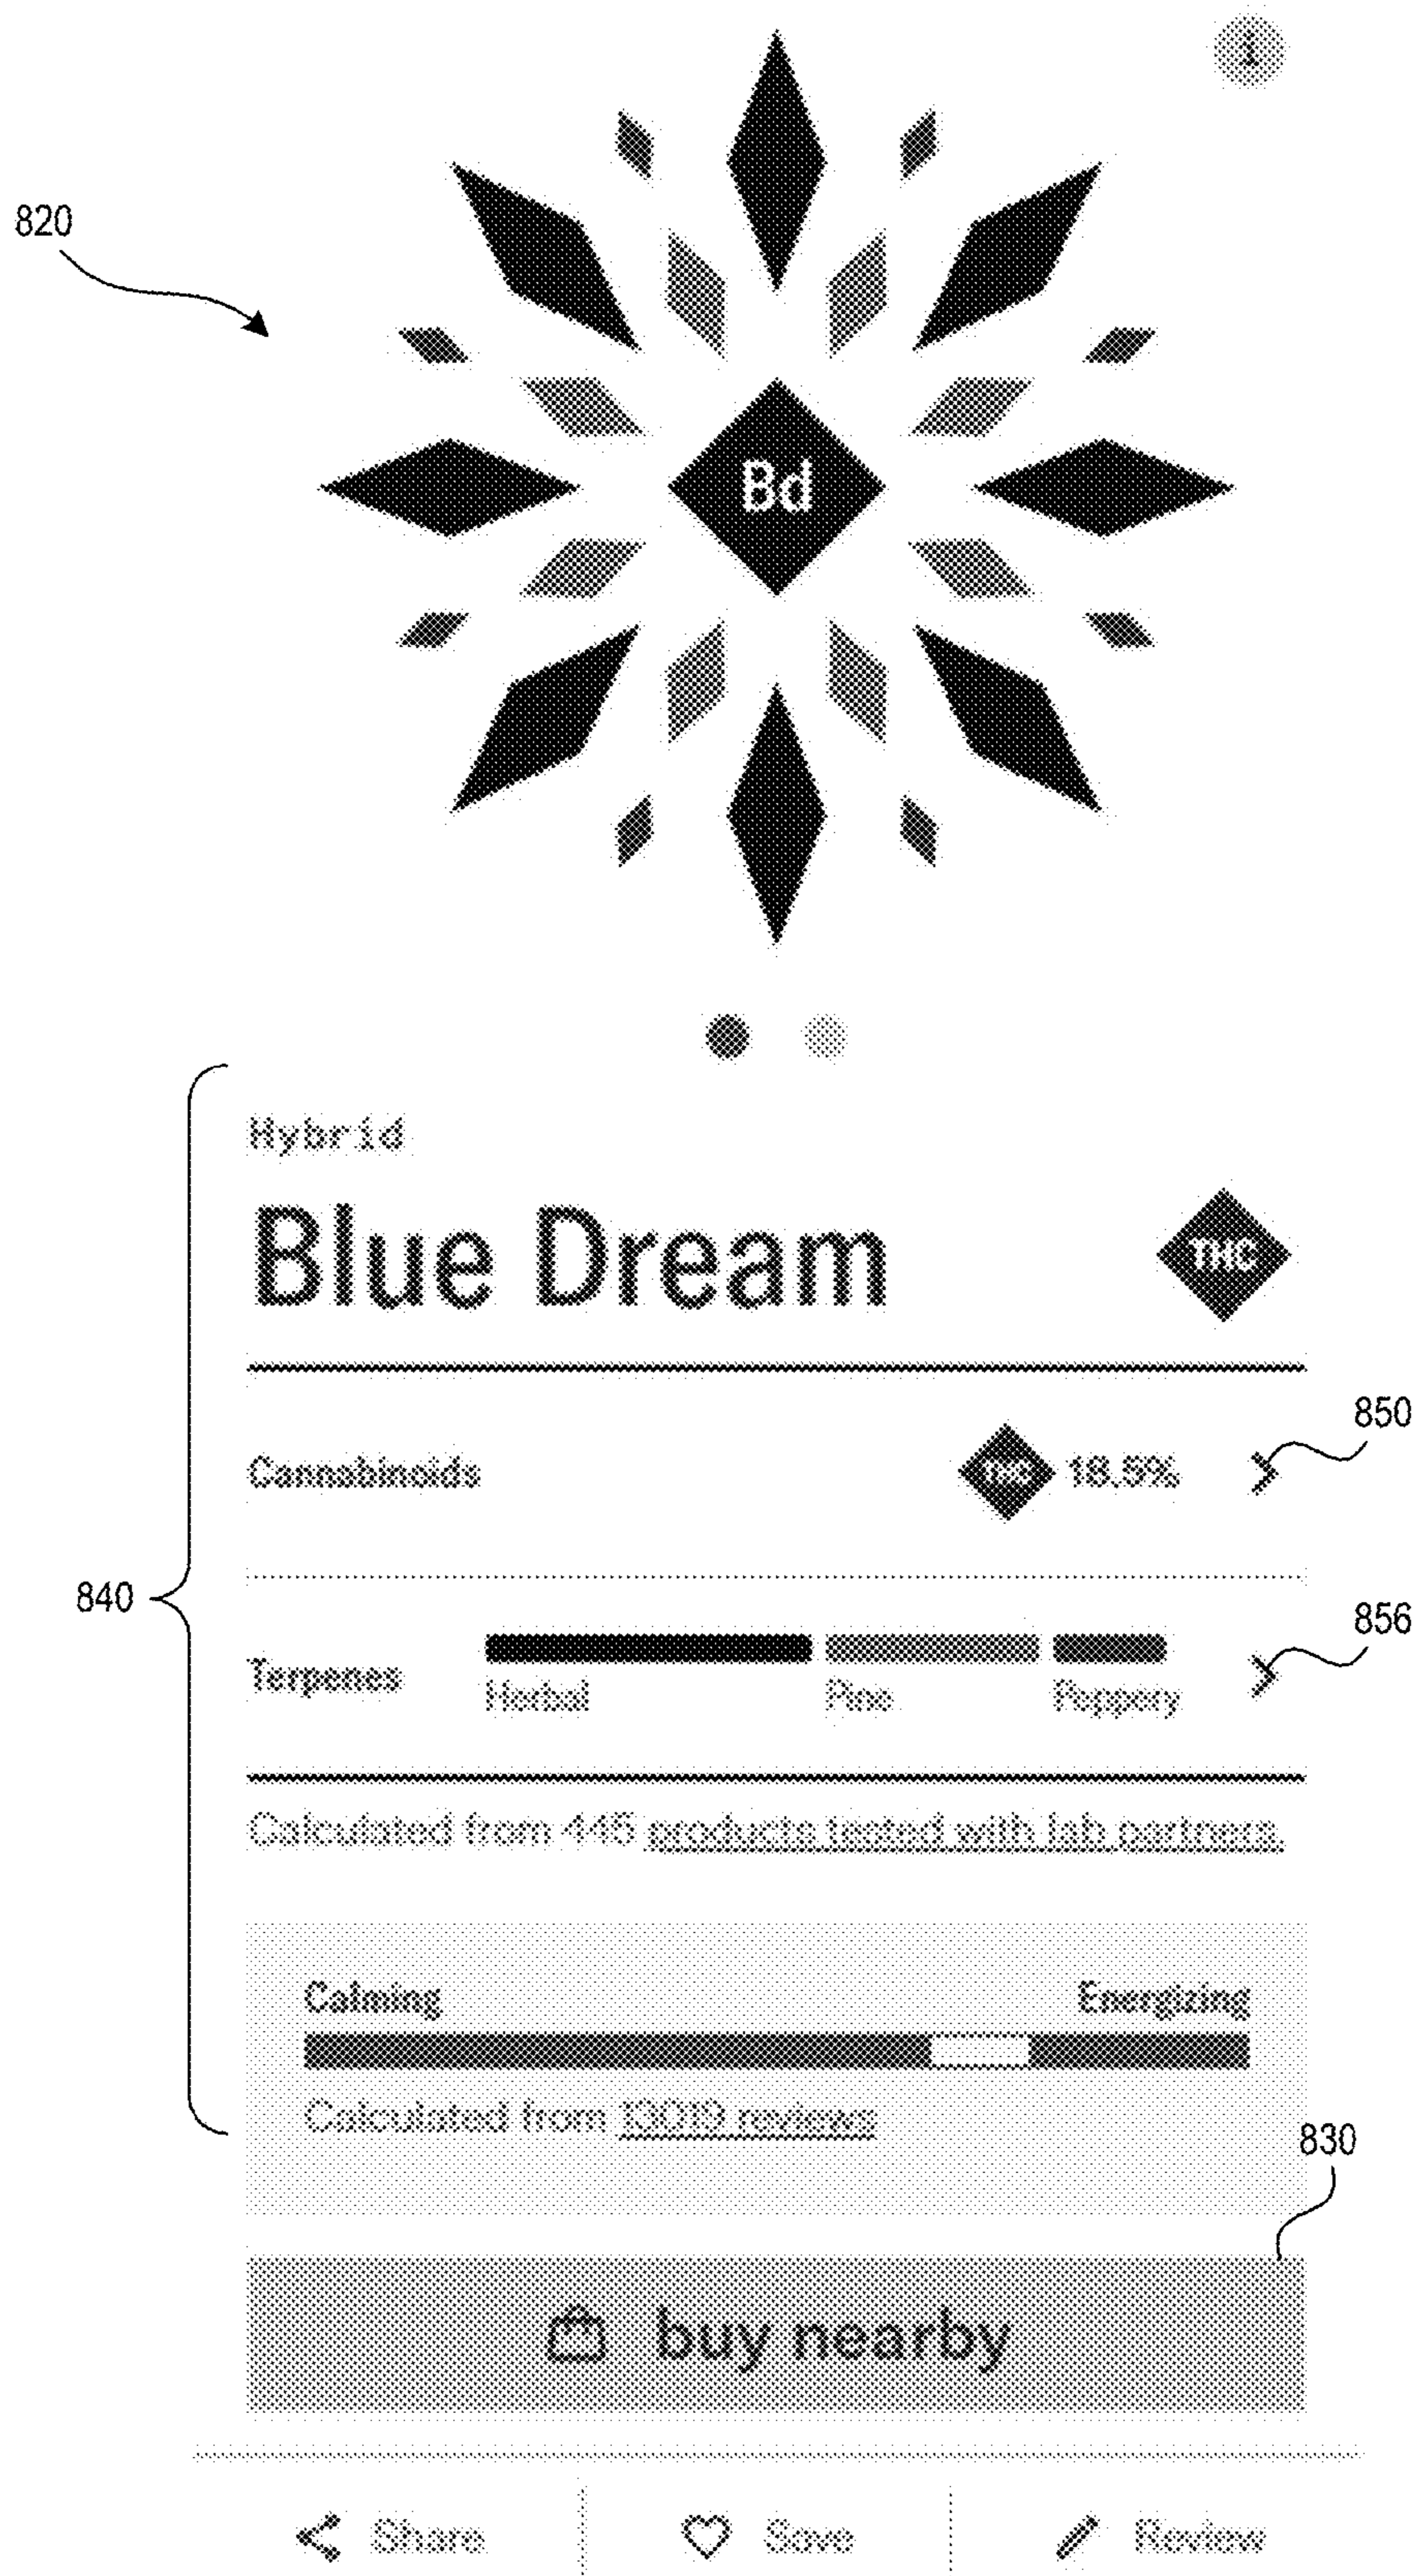 i
820
Bd
Hybrid
Blue Dream
THC
850
Cannabinoids THC 18.5%
840
856
Terpenes
Herbal Pine Peppery
Calculated from 445 products tested with lab partners.
Calming Energizing
Calculated from 13019 reviews
830
buy nearby
Share Save Review